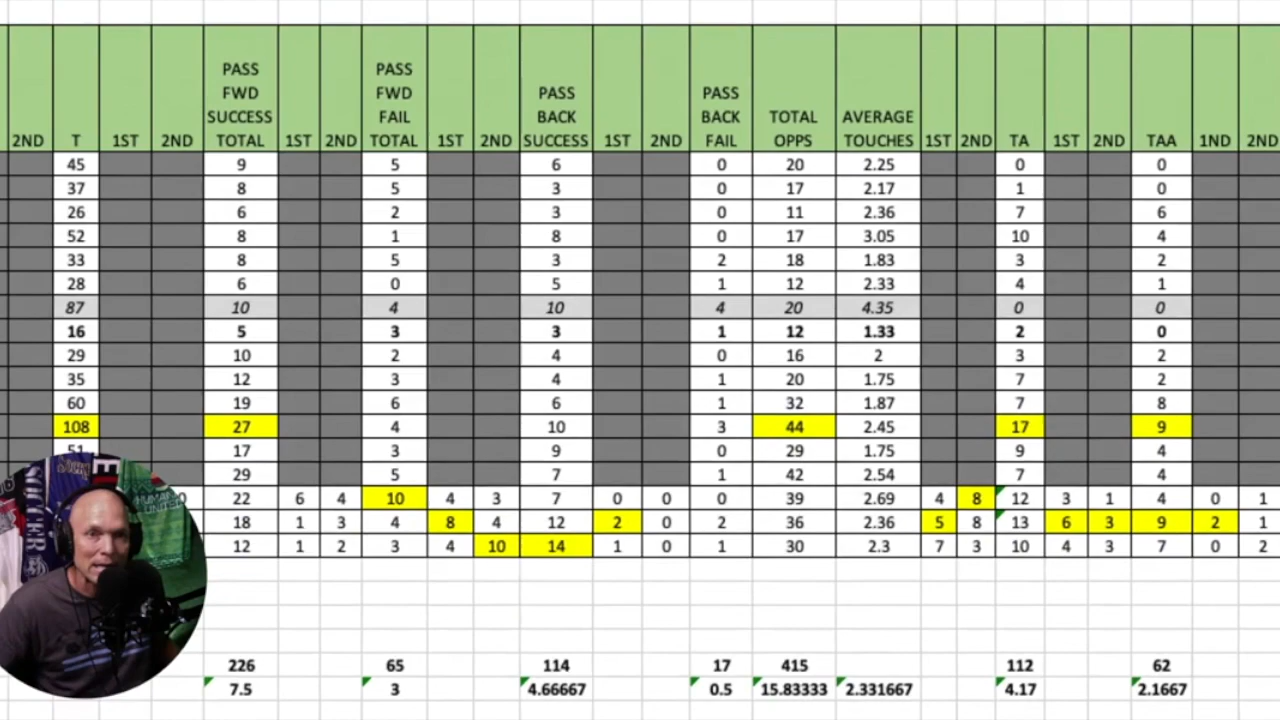 PASS PASS
FWD FWD PASS PASS
SUCCESS FAIL BACK BACK TOTAL AVERAGE
2ND T 1ST 2ND TOTAL 1ST 2ND TOTAL 1ST 2ND SUCCESS 1ST 2ND FAIL OPPS TOUCHES 1ST 2ND TA 1ST 2ND TAA 1ND 2ND
45 9 5 6 0 20 2.25 0 0
37 8 5 3 0 17 2.17 1 0
26 6 2 3 0 11 2.36 7 6
52 8 1 8 0 17 3.05 10 4
33 8 5 3 2 18 1.83 3 2
28 6 0 5 1 12 2.33 4 1
87 10 4 10 4 20 4.35 0 0
16 5 3 3 1 12 1.33 2 0
29 10 2 4 0 16 2 3 2
35 12 3 4 1 20 1.75 7 2
60 19 6 6 1 32 1.87 7 8
108 27 4 10 3 44 2.45 17 9
51 17 3 9 0 29 1.75 9 4
29 5 7 1 42 2.54 7 4
0 22 6 4 10 4 3 7 0 0 0 39 2.69 4 8 12 3 1 4 0 1
18 1 3 4 8 4 12 2 0 2 36 2.36 5 8 13 6 3 9 2 1
12 1 2 3 4 10 14 1 0 1 30 2.3 7 3 10 4 3 7 0 2
226 65 114 17 415 112 62
7.5 3 4.66667 0.5 15.83333 2.331667 4.17 2.1667
SOCCER
HUMAN
UNITED